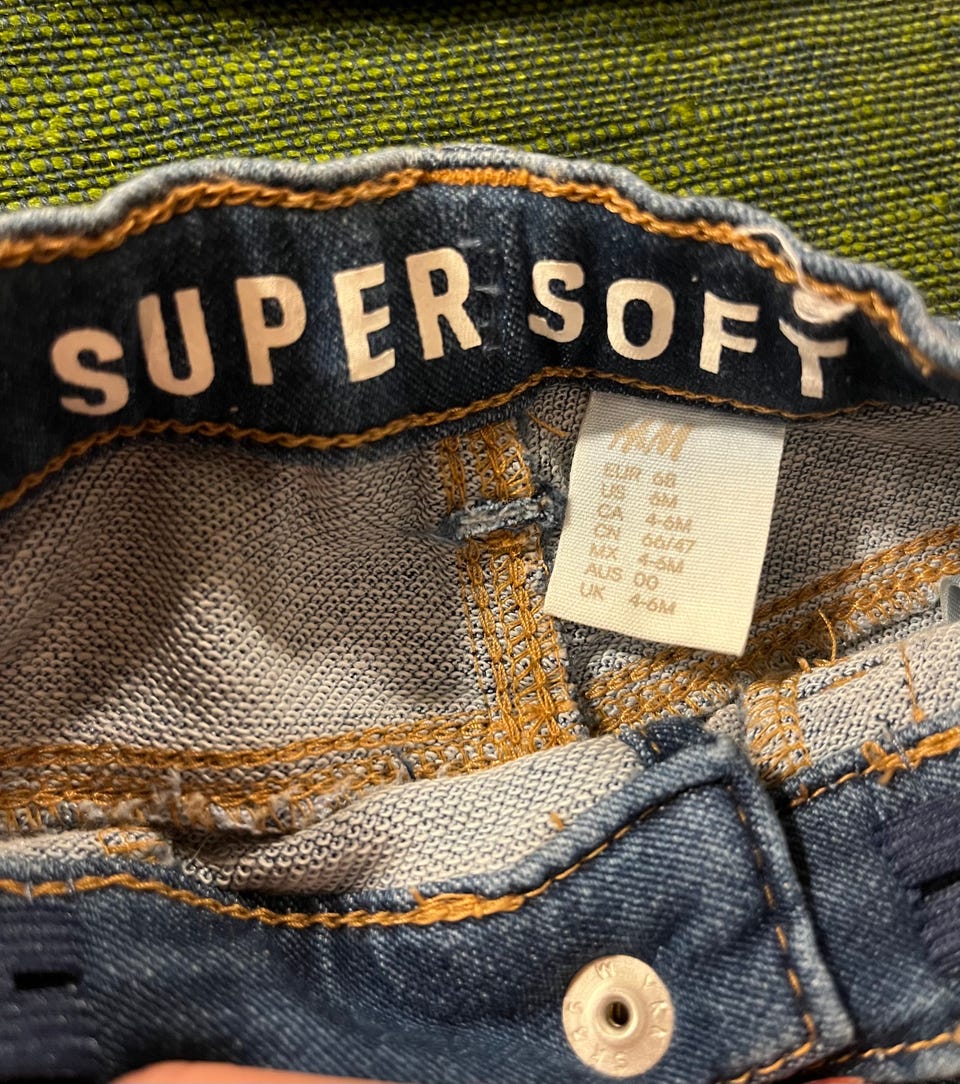 SUPER SOFT
H&M
EUR 68
US 6M
CA 4-6M
CN 66/47
MX 4-6M
AUS 00
UK 4-6M